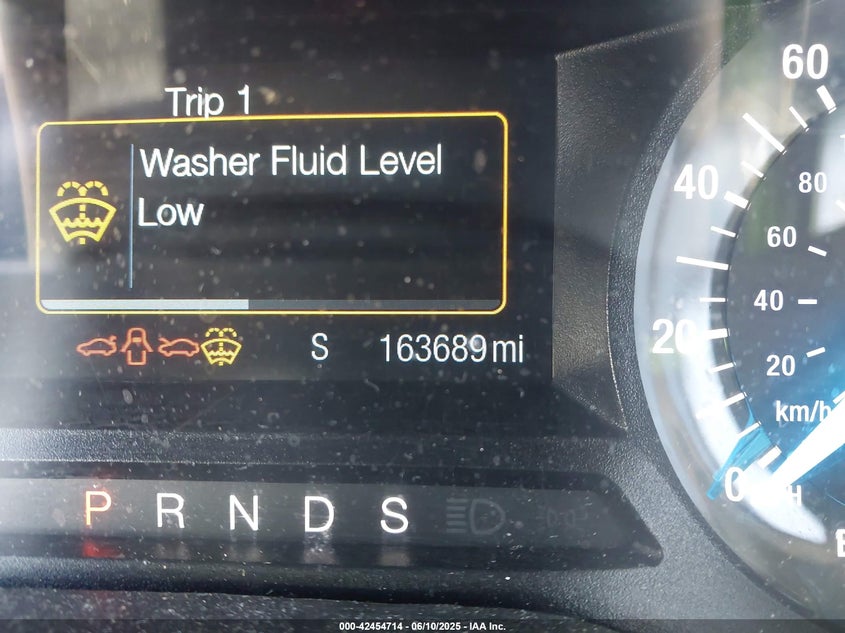 Trip 1
Washer Fluid Level
Low
S 163689 mi
P R N D S
60
40
20
0
80
60
40
20
km/h
000-42454714 - 06/10/2025 - IAA Inc.